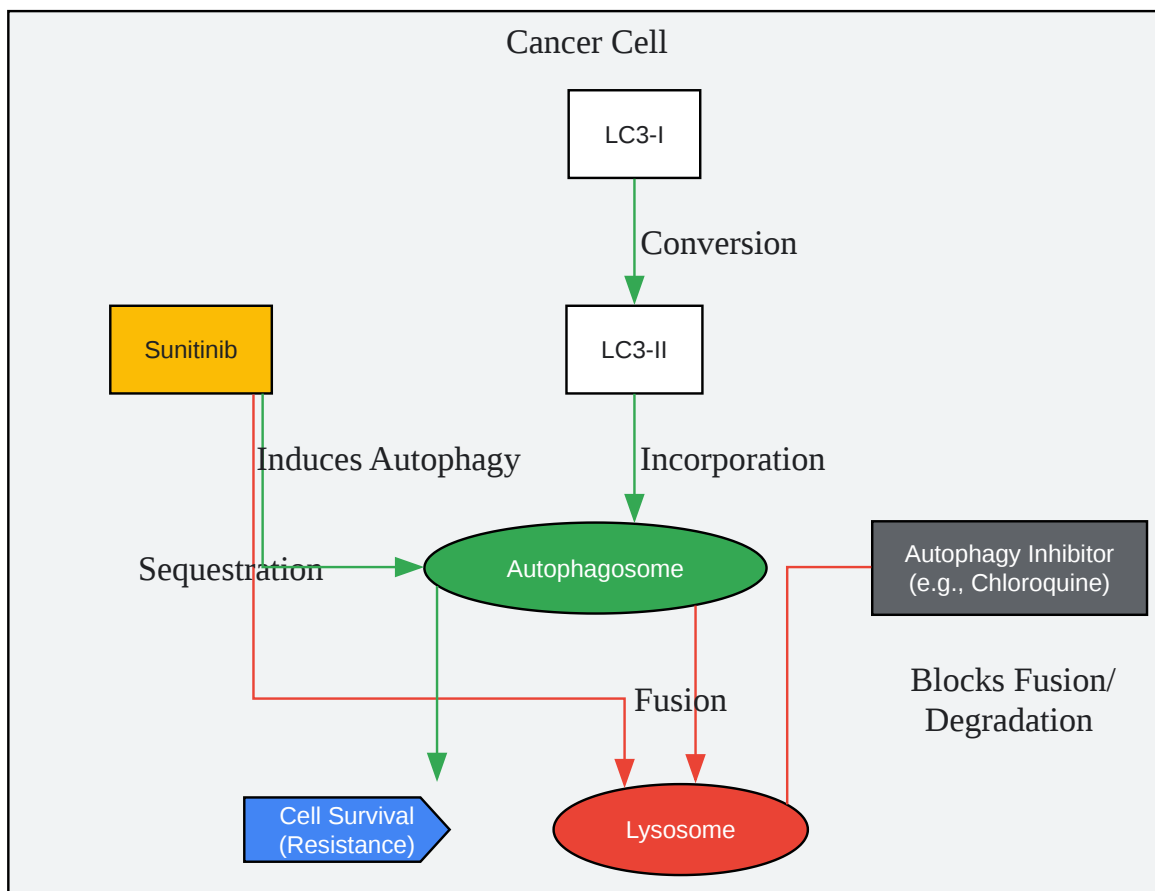 Cancer Cell
LC3-I
Conversion
Sunitinib
LC3-II
Induces Autophagy
Incorporation
Sequestration
Autophagosome
Autophagy Inhibitor
(e.g., Chloroquine)
Fusion
Blocks Fusion/
Degradation
Cell Survival
(Resistance)
Lysosome